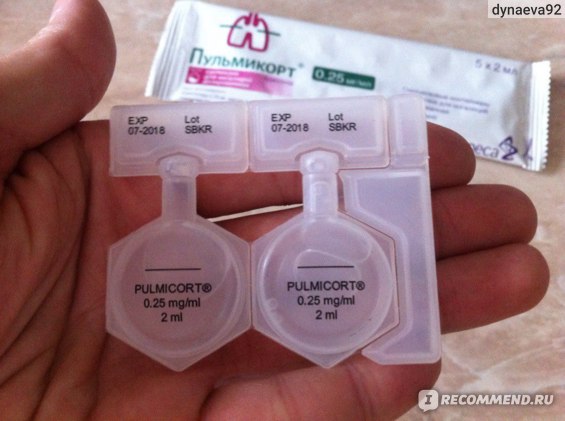 dynaeva92
Пульмикорт®
0.25 мг/мл
5 x 2 мл
EXP Lot
07-2018 SBKR
EXP Lot
07-2018 SBKR
PULMICORT®
0.25 mg/ml
2 ml
PULMICORT®
0.25 mg/ml
2 ml
I RECOMMEND.RU